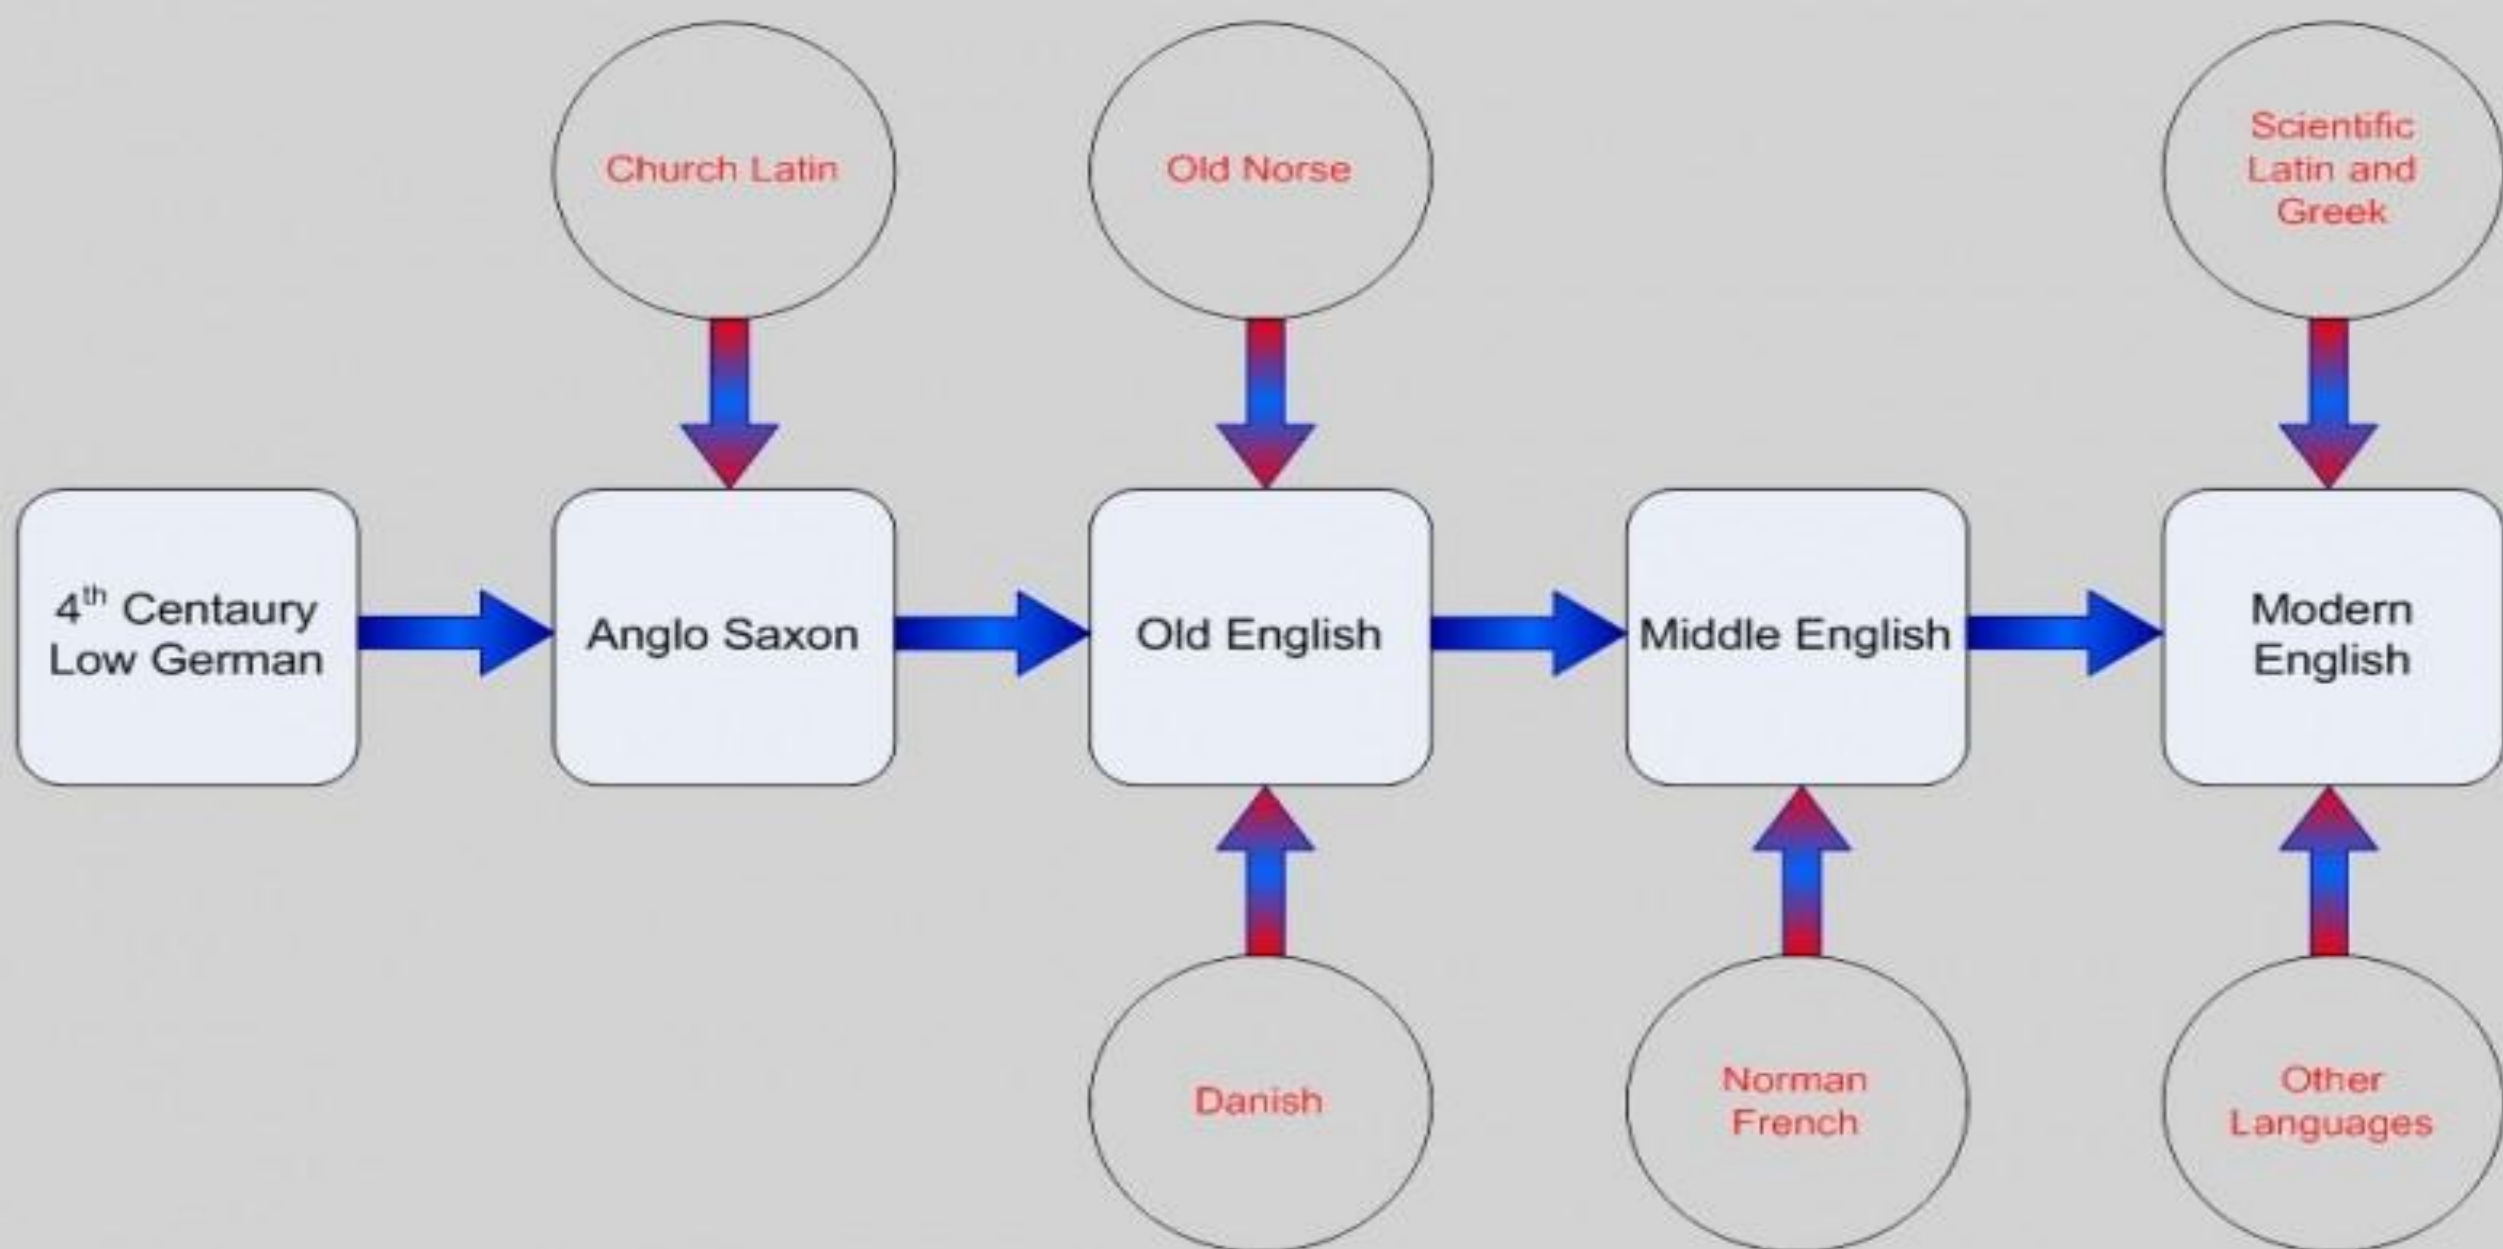 Church Latin
Old Norse
Scientific
Latin and
Greek
4th Centaury
Low German
Anglo Saxon
Old English
Middle English
Modern
English
Danish
Norman
French
Other
Languages